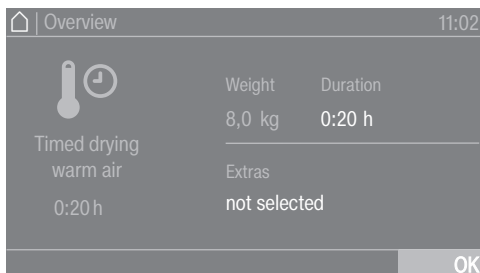 | Overview 11:02
Timed drying
warm air
0:20 h
Weight Duration
8,0 kg 0:20 h
Extras
not selected
OK